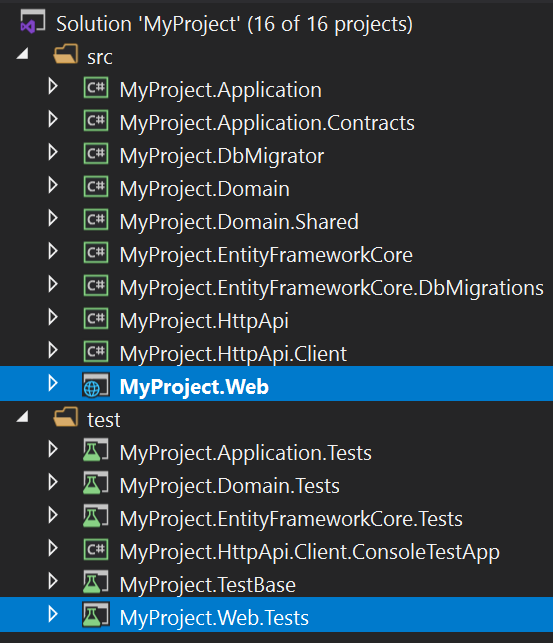 Solution 'MyProject' (16 of 16 projects)
src
C# MyProject.Application
C# MyProject.Application.Contracts
C# MyProject.DbMigrator
C# MyProject.Domain
C# MyProject.Domain.Shared
C# MyProject.EntityFrameworkCore
C# MyProject.EntityFrameworkCore.DbMigrations
C# MyProject.HttpApi
C# MyProject.HttpApi.Client
MyProject.Web
test
MyProject.Application.Tests
MyProject.Domain.Tests
MyProject.EntityFrameworkCore.Tests
C# MyProject.HttpApi.Client.ConsoleTestApp
MyProject.TestBase
MyProject.Web.Tests